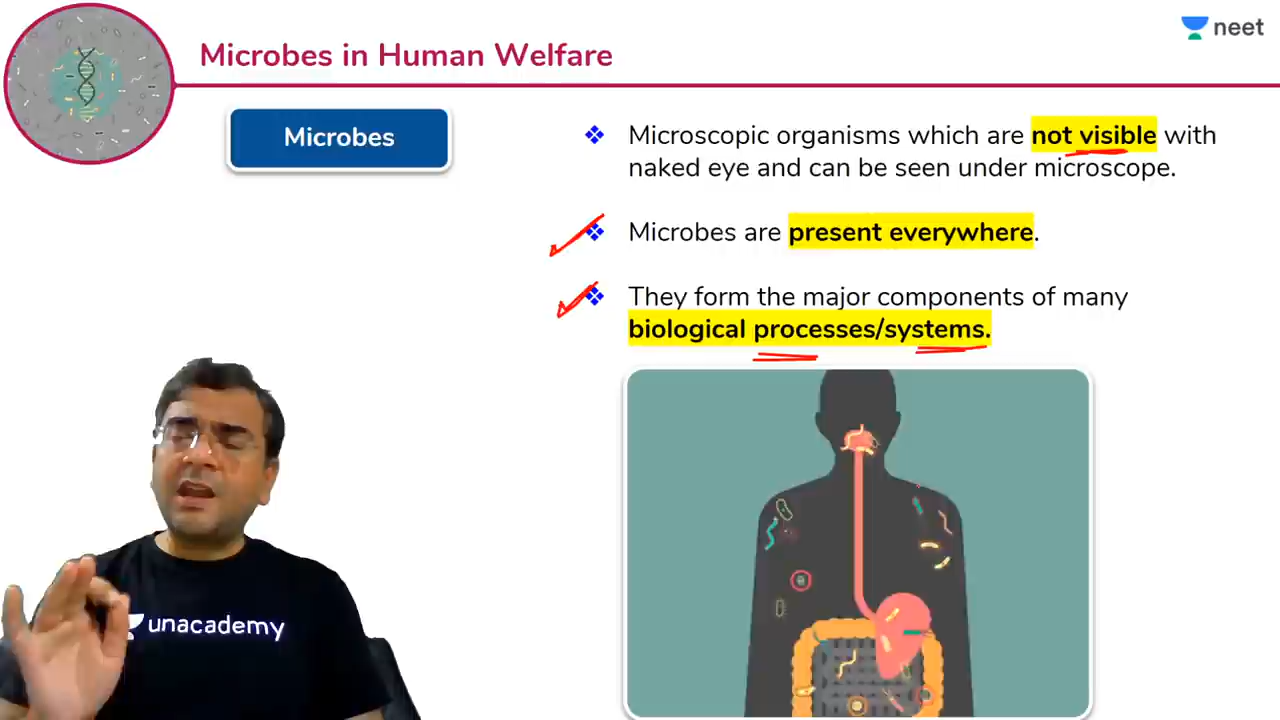 neet
Microbes in Human Welfare
Microbes
❖ Microscopic organisms which are not visible with
naked eye and can be seen under microscope.
❖ Microbes are present everywhere.
❖ They form the major components of many
biological processes/systems.
unacademy